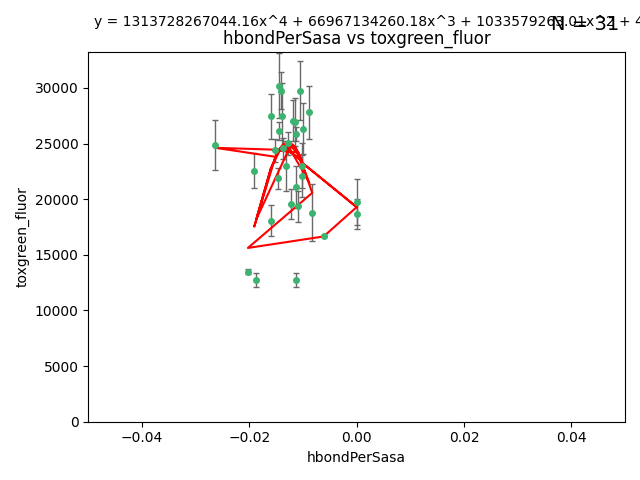 y = 1313728267044.16x^4 + 66967134260.18x^3 + 1033579263.01x^2 + 4
N = 31
hbondPerSasa vs toxgreen_fluor
30000
25000
20000
15000
10000
5000
0
toxgreen_fluor
−0.04
−0.02
0.00
0.02
0.04
hbondPerSasa